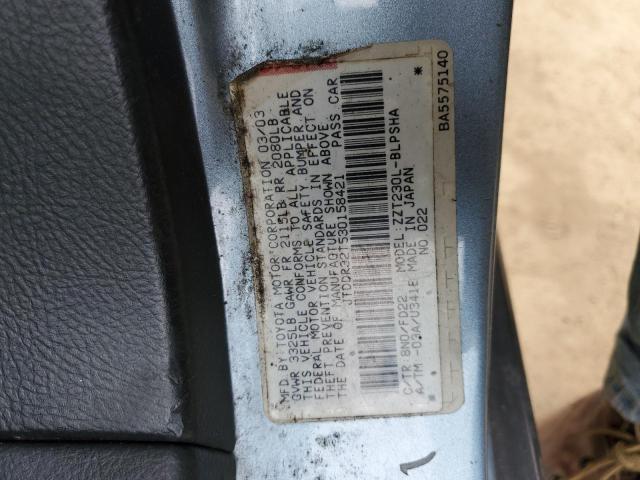 MFD BY TOYOTA MOTOR CORPORATION 03/03
GVWR 3325LB GAWR FR 2115LB RR 2080LB
THIS VEHICLE CONFORMS TO ALL APPLICABLE
FEDERAL MOTOR VEHICLE SAFETY, BUMPER, AND
THEFT PREVENTION STANDARDS IN EFFECT ON
THE DATE OF MANUFACTURE SHOWN ABOVE.
JTDDR32T530158421 PASS CAR
C/TR 8N0/FD22 MODEL: ZZT230L-BLPSHA
A/TM -03A/U341E MADE IN JAPAN
NO 022 *
BA5575140